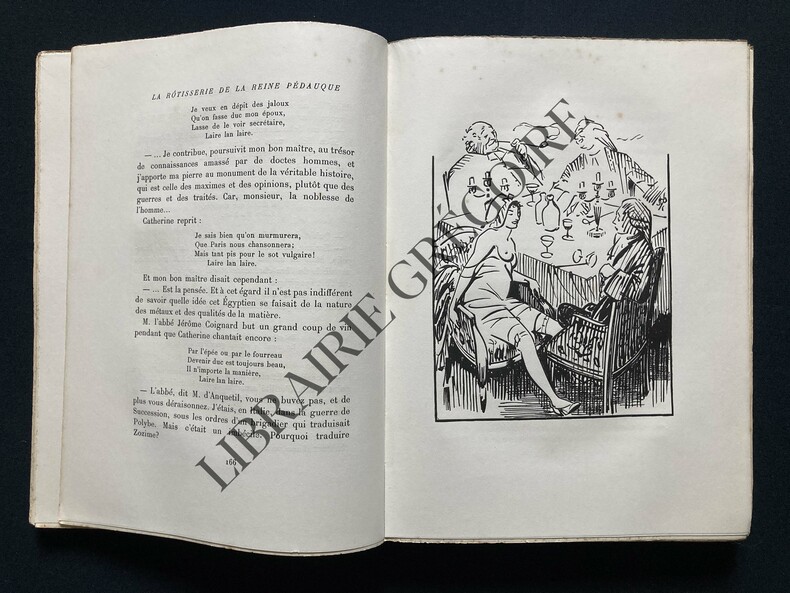 LA RÔTISSERIE DE LA REINE PÉDAUQUE
Je veux en dépit des jaloux
Qu'on fasse duc mon époux,
Lasse de le voir secrétaire,
Laire lan laire.
— ... Je contribue, poursuivit mon bon maître, au trésor
de connaissances amassé par de doctes hommes, et
j'apporte ma pierre au monument de la véritable histoire,
qui est celle des maximes et des opinions, plutôt que des
guerres et des traités. Car, monsieur, la noblesse de
l'homme...
Catherine reprit :
Je sais bien qu'on murmurera,
Que Paris nous chansonnera;
Mais tant pis pour le sot vulgaire!
Laire lan laire.
Et mon bon maître disait cependant :
— ... Est la pensée. Et à cet égard il n'est pas indifférent
de savoir quelle idée cet Égyptien se faisait de la nature
des métaux et des qualités de la matière.
M. l'abbé Jérôme Coignard but un grand coup de vin
pendant que Catherine chantait encore :
Par l'épée ou par le fourreau
Devenir duc est toujours beau,
Il n'importe la manière,
Laire lan laire.
— L'abbé, dit M. d'Anquetil, vous ne buvez pas, et de
plus vous déraisonnez. J'étais, en Italie, dans la guerre de
Succession, sous les ordres d'un brigadier qui traduisait
Polybe. Mais c'était un imbécile. Pourquoi traduire
Zozime?
166
LIBRAIRIE GRÉGOIRE